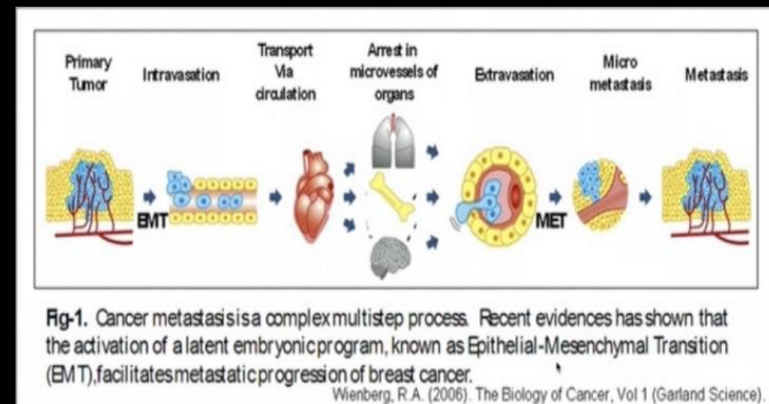 Primary
Tumor
Intravasation
Transport
Via
circulation
Arrest in
microvessels of
organs
Extravasation
Micro
metastasis
Metastasis
EMT
MET
Fig-1. Cancer metastasis is a complex multistep process. Recent evidences has shown that
the activation of a latent embryonic program, known as Epithelial-Mesenchymal Transition
(EMT), facilitates metastatic progression of breast cancer.
Wienberg, R.A. (2006). The Biology of Cancer, Vol 1 (Garland Science).